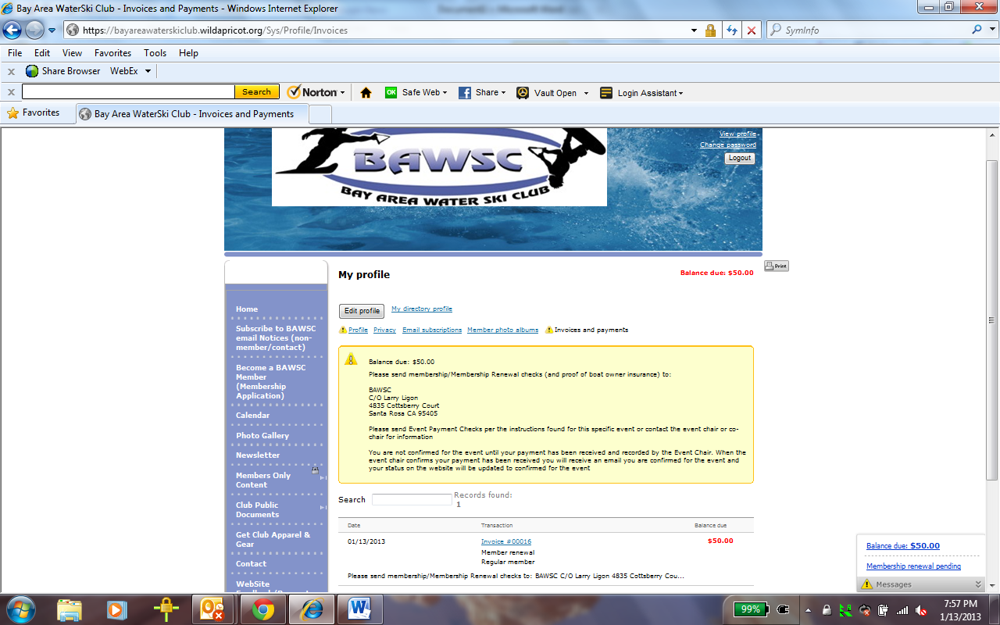 Bay Area WaterSki Club - Invoices and Payments - Windows Internet Explorer
https://bayareawaterskiclub.wildapricot.org/Sys/Profile/Invoices
SymInfo
File Edit View Favorites Tools Help
x Share Browser WebEx
x Search Norton Safe Web Share Vault Open Login Assistant
OK
Favorites
Bay Area WaterSki Club - Invoices and Payments
View profile
Change password
Logout
BAWSC
BAY AREA WATER SKI CLUB
My profile
Balance due: $50.00
Print
Edit profile My directory profile
Profile Privacy Email subscriptions Member photo albums Invoices and payments
Home
Subscribe to BAWSC
email Notices (non-
member/contact)
Become a BAWSC
Member
(Membership
Application)
Calendar
Photo Gallery
Newsletter
Members Only
Content
Club Public
Documents
Get Club Apparel &
Gear
Contact
WebSite
Balance due: $50.00
Please send membership/Membership Renewal checks (and proof of boat owner insurance) to:
BAWSC
C/O Larry Ligon
4835 Cottsberry Court
Santa Rosa CA 95405
Please send Event Payment Checks per the instructions found for this specific event or contact the event chair or co-
chair for information
You are not confirmed for the event until your payment has been received and recorded by the Event Chair. When the
event chair confirms your payment has been received you will receive an email you are confirmed for the event and
your status on the website will be updated to confirmed for the event
Search Records found:
1
Date Transaction Balance due
01/13/2013 Invoice #00016 $50.00
Member renewal
Regular member
Please send membership/Membership Renewal checks to: BAWSC C/O Larry Ligon 4835 Cottsberry Cou...
Balance due: $50.00
Membership renewal pending
Messages
99%
7:57 PM
1/13/2013